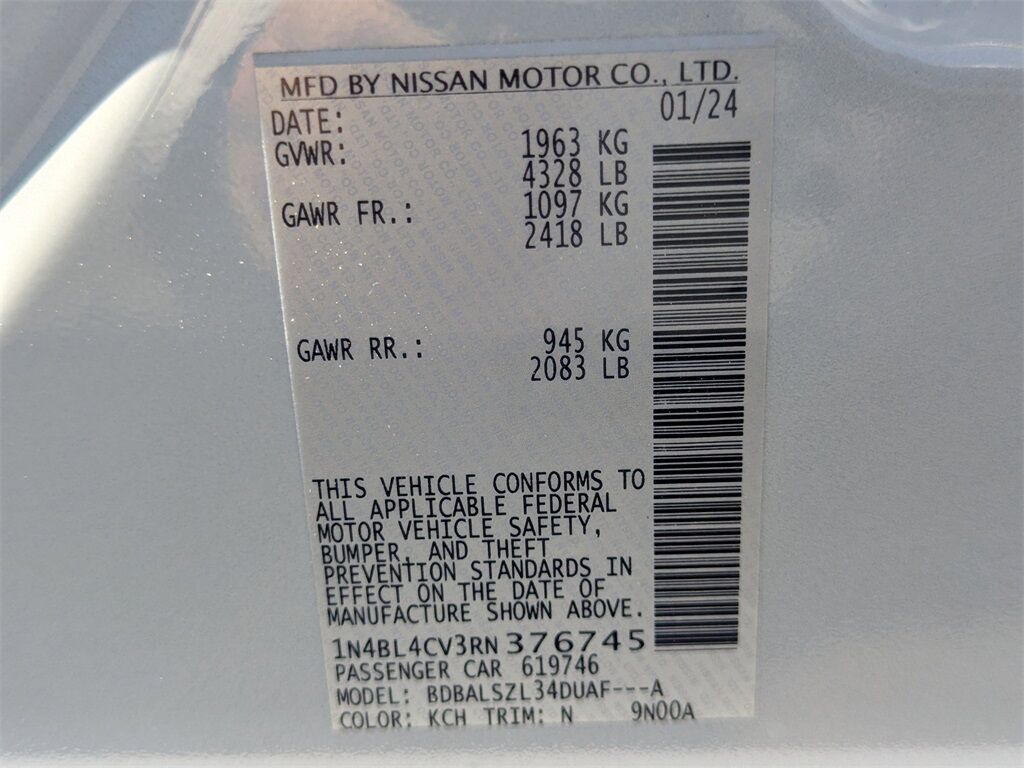 MFD BY NISSAN MOTOR CO., LTD.
DATE: 01/24
GVWR: 1963 KG
4328 LB
GAWR FR.: 1097 KG
2418 LB
GAWR RR.: 945 KG
2083 LB
THIS VEHICLE CONFORMS TO
ALL APPLICABLE FEDERAL
MOTOR VEHICLE SAFETY,
BUMPER, AND THEFT
PREVENTION STANDARDS IN
EFFECT ON THE DATE OF
MANUFACTURE SHOWN ABOVE.
1N4BL4CV3RN 376745
PASSENGER CAR 619746
MODEL: BDBALSZL34DUAF---A
COLOR: KCH TRIM: N 9N00A